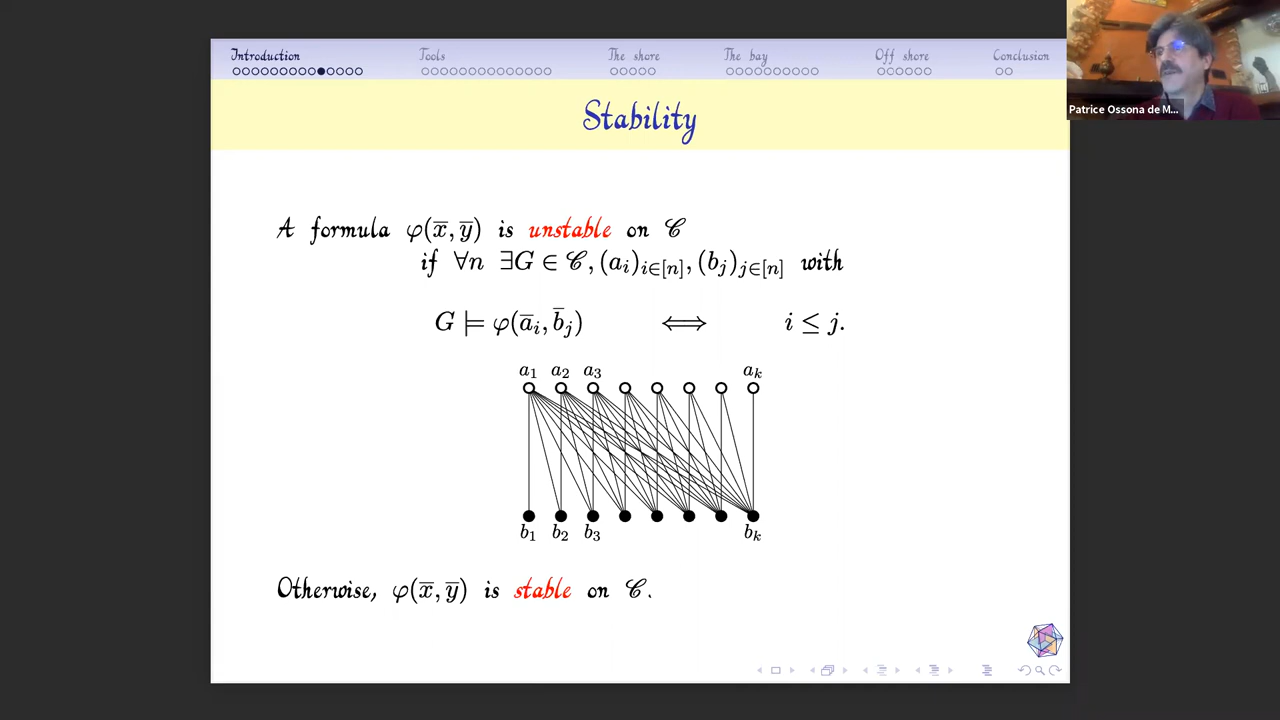 Introduction Tools The shore The bay Off shore Conclusion
Patrice Ossona de M...
Stability
A formula φ(x̅, y̅) is unstable on 𝒞
if ∀n ∃G ∈ 𝒞, (aᵢ)ᵢ∈[n], (bⱼ)ⱼ∈[n] with
G ⊨ φ(a̅ᵢ, b̅ⱼ) ⟺ i ≤ j.
a₁ a₂ a₃ aₖ
b₁ b₂ b₃ bₖ
Otherwise, φ(x̅, y̅) is stable on 𝒞.